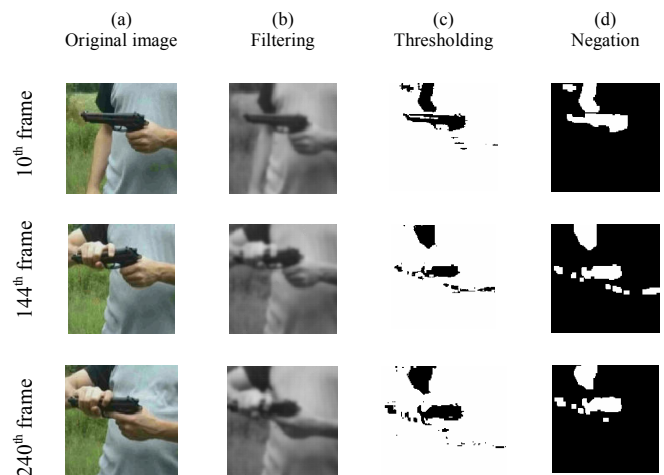 (a) (b) (c) (d)
Original image Filtering Thresholding Negation
10th frame
144th frame
240th frame